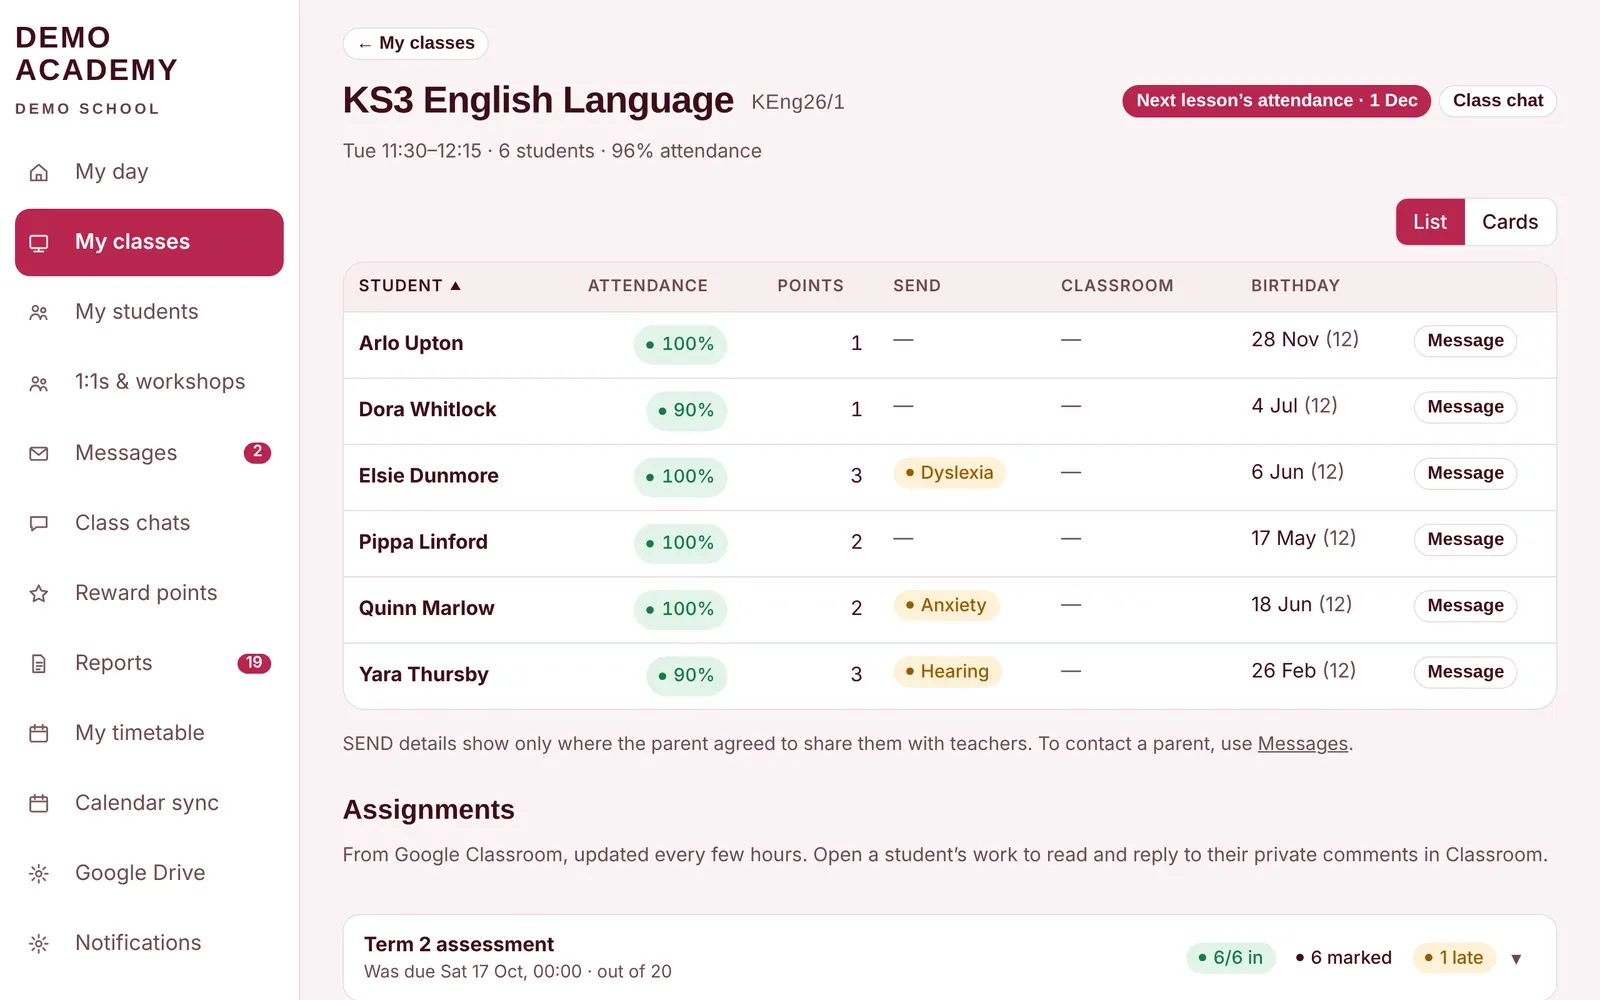 DEMO
ACADEMY
DEMO SCHOOL
My day
My classes
My students
1:1s & workshops
Messages 2
Class chats
Reward points
Reports 19
My timetable
Calendar sync
Google Drive
Notifications
← My classes
KS3 English Language KEng26/1
Next lesson’s attendance · 1 Dec
Class chat
Tue 11:30–12:15 · 6 students · 96% attendance
List Cards
STUDENT ▲ ATTENDANCE POINTS SEND CLASSROOM BIRTHDAY
Arlo Upton • 100% 1 — — 28 Nov (12) Message
Dora Whitlock • 90% 1 — — 4 Jul (12) Message
Elsie Dunmore • 100% 3 • Dyslexia — 6 Jun (12) Message
Pippa Linford • 100% 2 — — 17 May (12) Message
Quinn Marlow • 100% 2 • Anxiety — 18 Jun (12) Message
Yara Thursby • 90% 3 • Hearing — 26 Feb (12) Message
SEND details show only where the parent agreed to share them with teachers. To contact a parent, use Messages.
Assignments
From Google Classroom, updated every few hours. Open a student’s work to read and reply to their private comments in Classroom.
Term 2 assessment
Was due Sat 17 Oct, 00:00 · out of 20
• 6/6 in • 6 marked • 1 late ▼